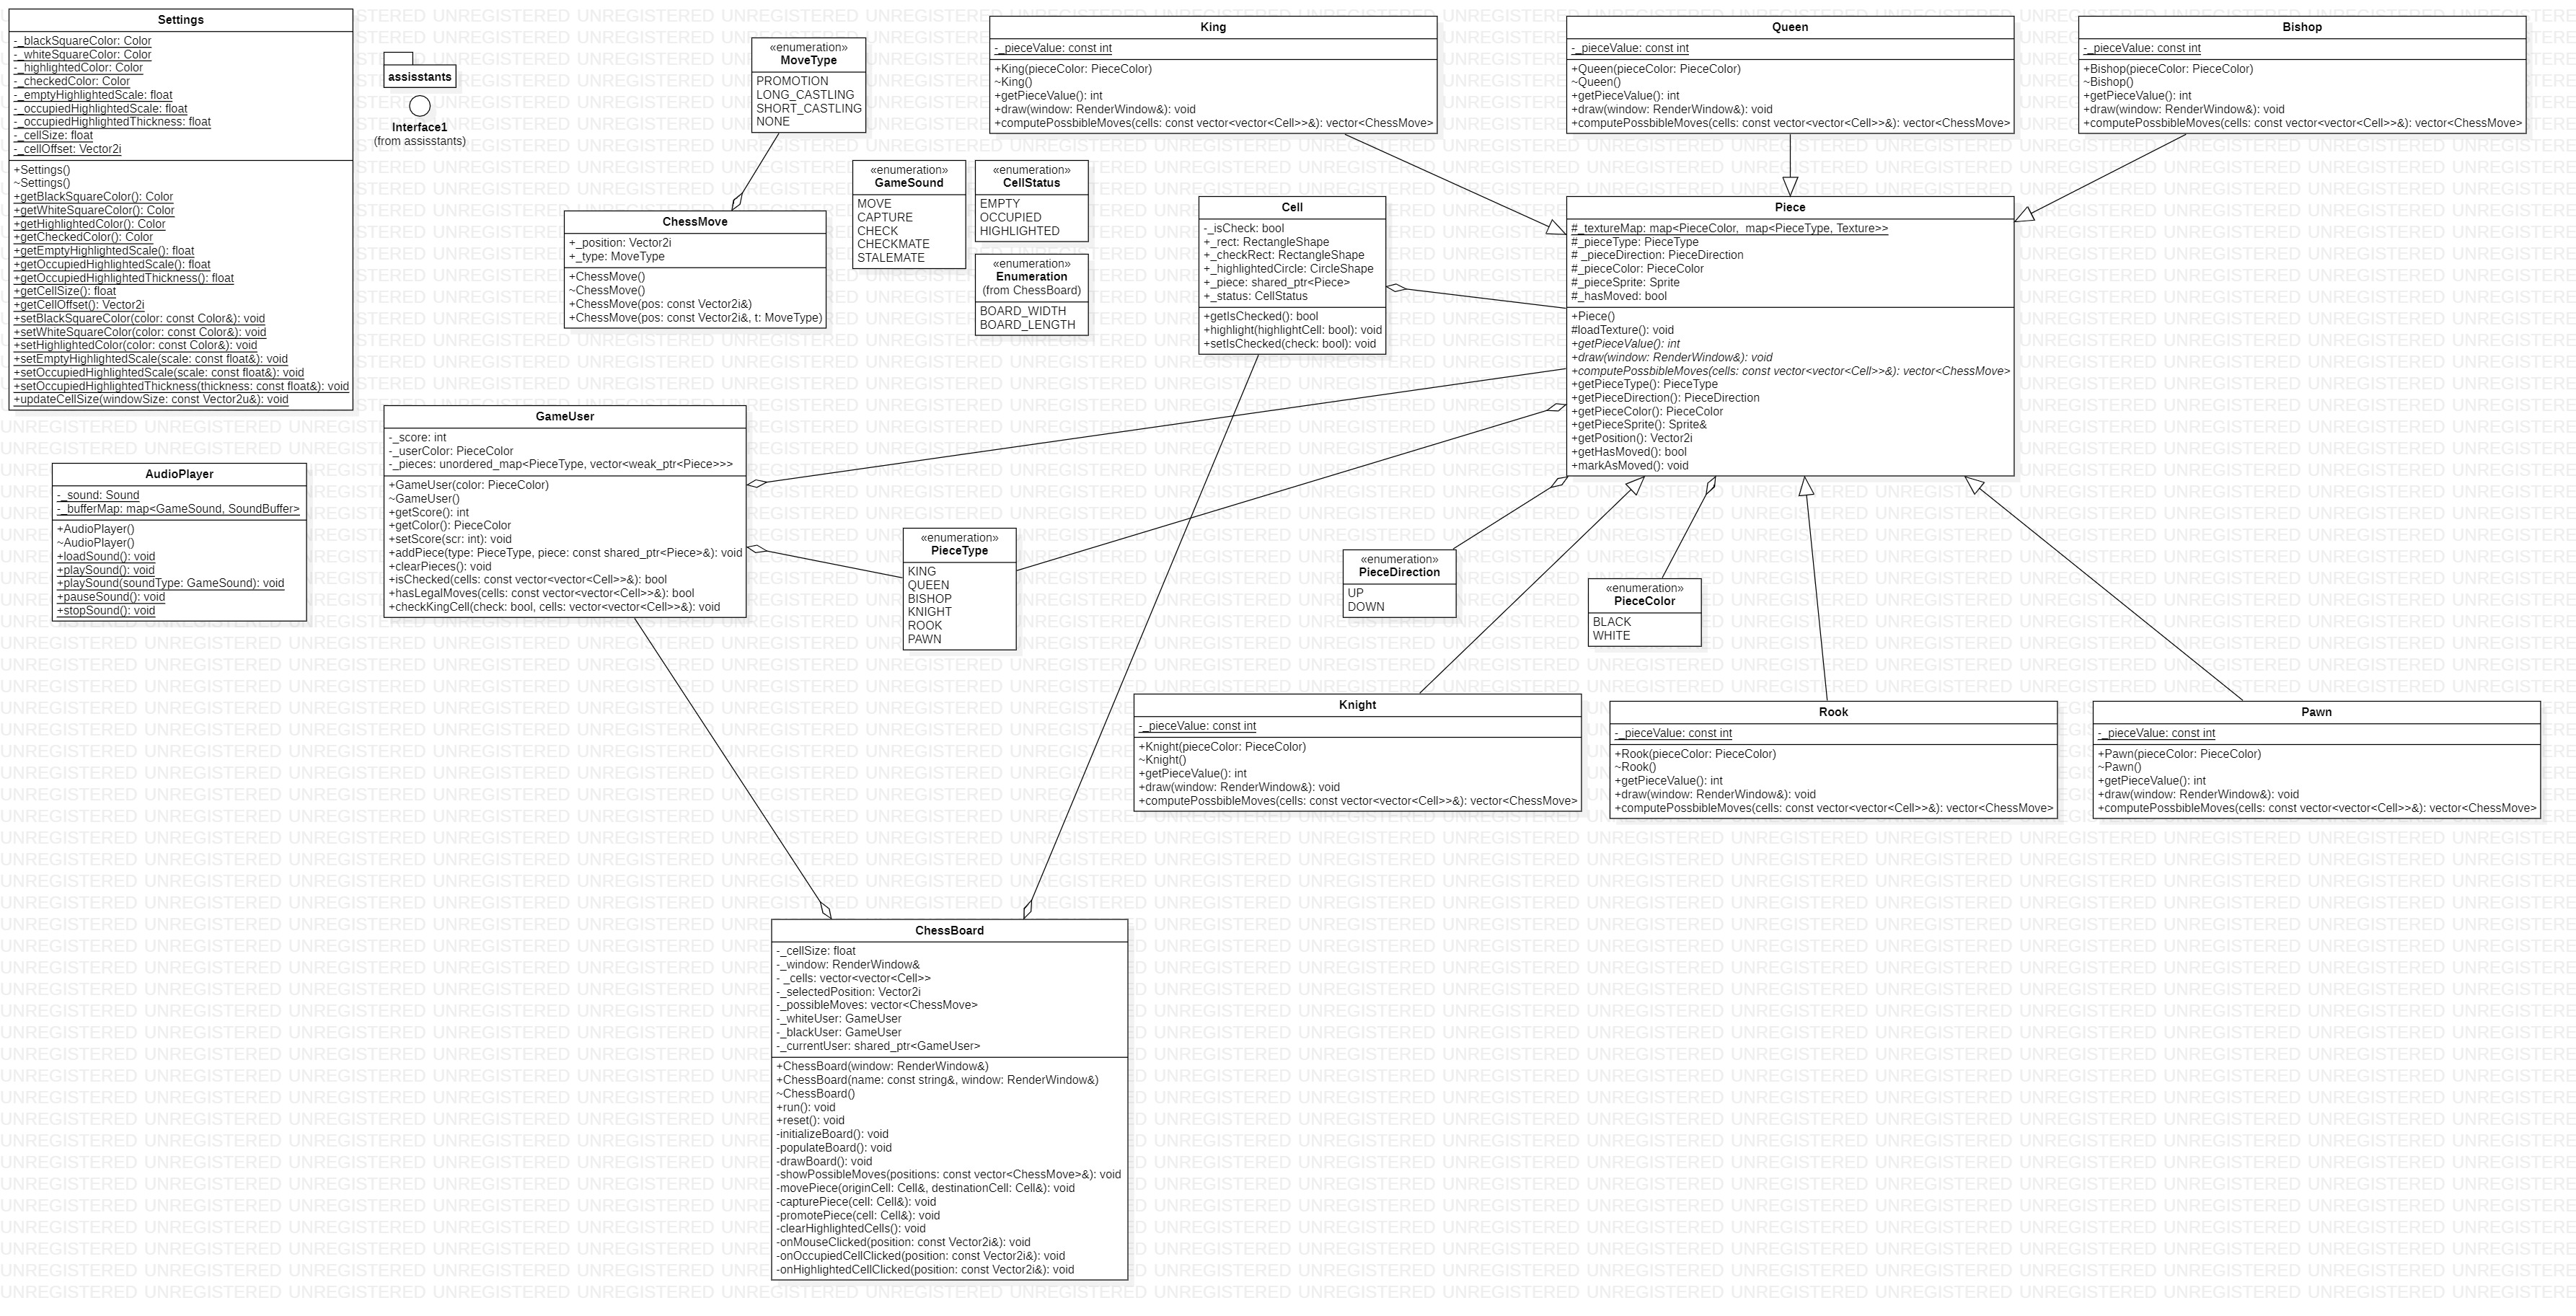 Settings
-_blackSquareColor: Color
-_whiteSquareColor: Color
-_highlightedColor: Color
-_checkedColor: Color
-_emptyHighlightedScale: float
-_occupiedHighlightedScale: float
-_occupiedHighlightedThickness: float
-_cellSize: float
-_cellOffset: Vector2i
+Settings()
~Settings()
+getBlackSquareColor(): Color
+getWhiteSquareColor(): Color
+getHighlightedColor(): Color
+getCheckedColor(): Color
+getEmptyHighlightedScale(): float
+getOccupiedHighlightedScale(): float
+getOccupiedHighlightedThickness(): float
+getCellSize(): float
+getCellOffset(): Vector2i
+setBlackSquareColor(color: const Color&): void
+setWhiteSquareColor(color: const Color&): void
+setHighlightedColor(color: const Color&): void
+setEmptyHighlightedScale(scale: const float&): void
+setOccupiedHighlightedScale(scale: const float&): void
+setOccupiedHighlightedThickness(thickness: const float&): void
+updateCellSize(windowSize: const Vector2u&): void
assisstants
Interface1
(from assisstants)
«enumeration»
MoveType
PROMOTION
LONG_CASTLING
SHORT_CASTLING
NONE
King
-_pieceValue: const int
+King(pieceColor: PieceColor)
~King()
+getPieceValue(): int
+draw(window: RenderWindow&): void
+computePossbibleMoves(cells: const vector<vector<Cell>>&): vector<ChessMove>
Queen
-_pieceValue: const int
+Queen(pieceColor: PieceColor)
~Queen()
+getPieceValue(): int
+draw(window: RenderWindow&): void
+computePossbibleMoves(cells: const vector<vector<Cell>>&): vector<ChessMove>
Bishop
-_pieceValue: const int
+Bishop(pieceColor: PieceColor)
~Bishop()
+getPieceValue(): int
+draw(window: RenderWindow&): void
+computePossbibleMoves(cells: const vector<vector<Cell>>&): vector<ChessMove>
ChessMove
+_position: Vector2i
+_type: MoveType
+ChessMove()
~ChessMove()
+ChessMove(pos: const Vector2i&)
+ChessMove(pos: const Vector2i&, t: MoveType)
«enumeration»
GameSound
MOVE
CAPTURE
CHECK
CHECKMATE
STALEMATE
«enumeration»
CellStatus
EMPTY
OCCUPIED
HIGHLIGHTED
«enumeration»
Enumeration
(from ChessBoard)
BOARD_WIDTH
BOARD_LENGTH
Cell
-_isCheck: bool
+_rect: RectangleShape
+_checkRect: RectangleShape
+_highlightedCircle: CircleShape
+_piece: shared_ptr<Piece>
+_status: CellStatus
+getIsChecked(): bool
+highlight(highlightCell: bool): void
+setIsChecked(check: bool): void
Piece
#_textureMap: map<PieceColor, map<PieceType, Texture>>
#_pieceType: PieceType
# _pieceDirection: PieceDirection
#_pieceColor: PieceColor
#_pieceSprite: Sprite
#_hasMoved: bool
+Piece()
#loadTexture(): void
+getPieceValue(): int
+draw(window: RenderWindow&): void
+computePossbibleMoves(cells: const vector<vector<Cell>>&): vector<ChessMove>
+getPieceType(): PieceType
+getPieceDirection(): PieceDirection
+getPieceColor(): PieceColor
+getPieceSprite(): Sprite&
+getPosition(): Vector2i
+getHasMoved(): bool
+markAsMoved(): void
AudioPlayer
-_sound: Sound
-_bufferMap: map<GameSound, SoundBuffer>
+AudioPlayer()
~AudioPlayer()
+loadSound(): void
+playSound(): void
+playSound(soundType: GameSound): void
+pauseSound(): void
+stopSound(): void
GameUser
-_score: int
-_userColor: PieceColor
-_pieces: unordered_map<PieceType, vector<weak_ptr<Piece>>>
+GameUser(color: PieceColor)
~GameUser()
+getScore(): int
+getColor(): PieceColor
+setScore(scr: int): void
+addPiece(type: PieceType, piece: const shared_ptr<Piece>&): void
+clearPieces(): void
+isChecked(cells: const vector<vector<Cell>>&): bool
+hasLegalMoves(cells: const vector<vector<Cell>>&): bool
+checkKingCell(check: bool, cells: vector<vector<Cell>>&): void
«enumeration»
PieceType
KING
QUEEN
BISHOP
KNIGHT
ROOK
PAWN
«enumeration»
PieceDirection
UP
DOWN
«enumeration»
PieceColor
BLACK
WHITE
Knight
-_pieceValue: const int
+Knight(pieceColor: PieceColor)
~Knight()
+getPieceValue(): int
+draw(window: RenderWindow&): void
+computePossbibleMoves(cells: const vector<vector<Cell>>&): vector<ChessMove>
Rook
-_pieceValue: const int
+Rook(pieceColor: PieceColor)
~Rook()
+getPieceValue(): int
+draw(window: RenderWindow&): void
+computePossbibleMoves(cells: const vector<vector<Cell>>&): vector<ChessMove>
Pawn
-_pieceValue: const int
+Pawn(pieceColor: PieceColor)
~Pawn()
+getPieceValue(): int
+draw(window: RenderWindow&): void
+computePossbibleMoves(cells: const vector<vector<Cell>>&): vector<ChessMove>
ChessBoard
-_cellSize: float
-_window: RenderWindow&
- _cells: vector<vector<Cell>>
-_selectedPosition: Vector2i
-_possibleMoves: vector<ChessMove>
-_whiteUser: GameUser
-_blackUser: GameUser
-_currentUser: shared_ptr<GameUser>
+ChessBoard(window: RenderWindow&)
+ChessBoard(name: const string&, window: RenderWindow&)
~ChessBoard()
+run(): void
+reset(): void
-initializeBoard(): void
-populateBoard(): void
-drawBoard(): void
-showPossibleMoves(positions: const vector<ChessMove>&): void
-movePiece(originCell: Cell&, destinationCell: Cell&): void
-capturePiece(cell: Cell&): void
-promotePiece(cell: Cell&): void
-clearHighlightedCells(): void
-onMouseClicked(position: const Vector2i&): void
-onOccupiedCellClicked(position: const Vector2i&): void
-onHighlightedCellClicked(position: const Vector2i&): void
UNREGISTERED